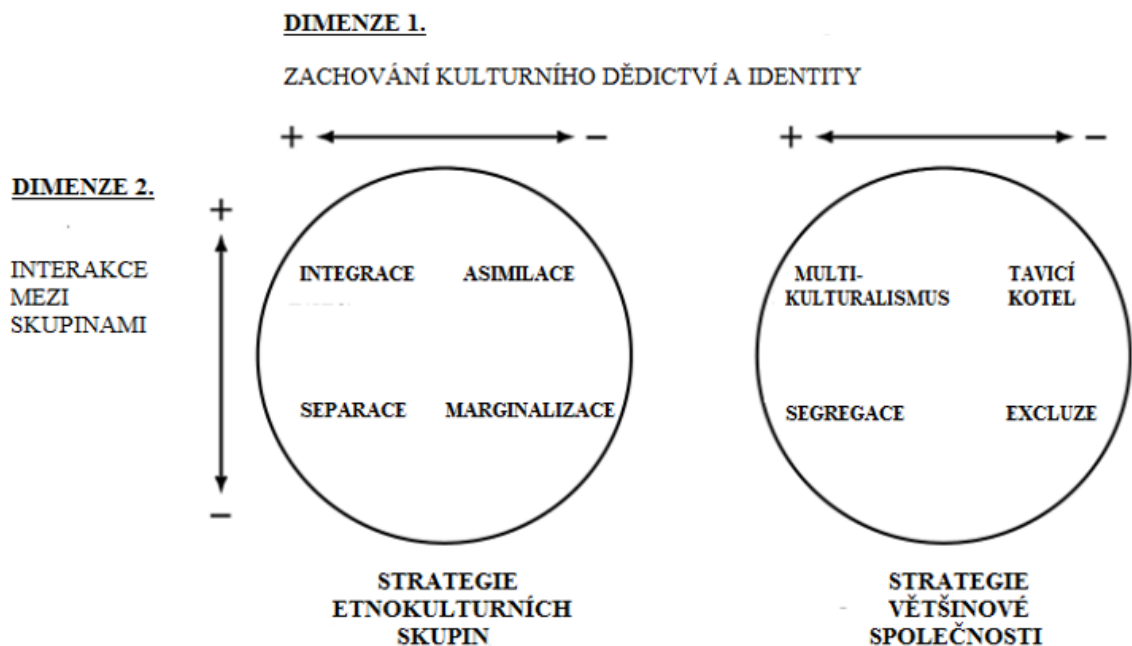 DIMENZE 1.
ZACHOVÁNÍ KULTURNÍHO DĚDICTVÍ A IDENTITY
+ −
+ −
DIMENZE 2.
+
INTERAKCE
MEZI
SKUPINAMI
−
INTEGRACE ASIMILACE
SEPARACE MARGINALIZACE
MULTI-
KULTURALISMUS
TAVICÍ
KOTEL
SEGREGACE EXCLUZE
STRATEGIE
ETNOKULTURNÍCH
SKUPIN
STRATEGIE
VĚTŠINOVÉ
SPOLEČNOSTI